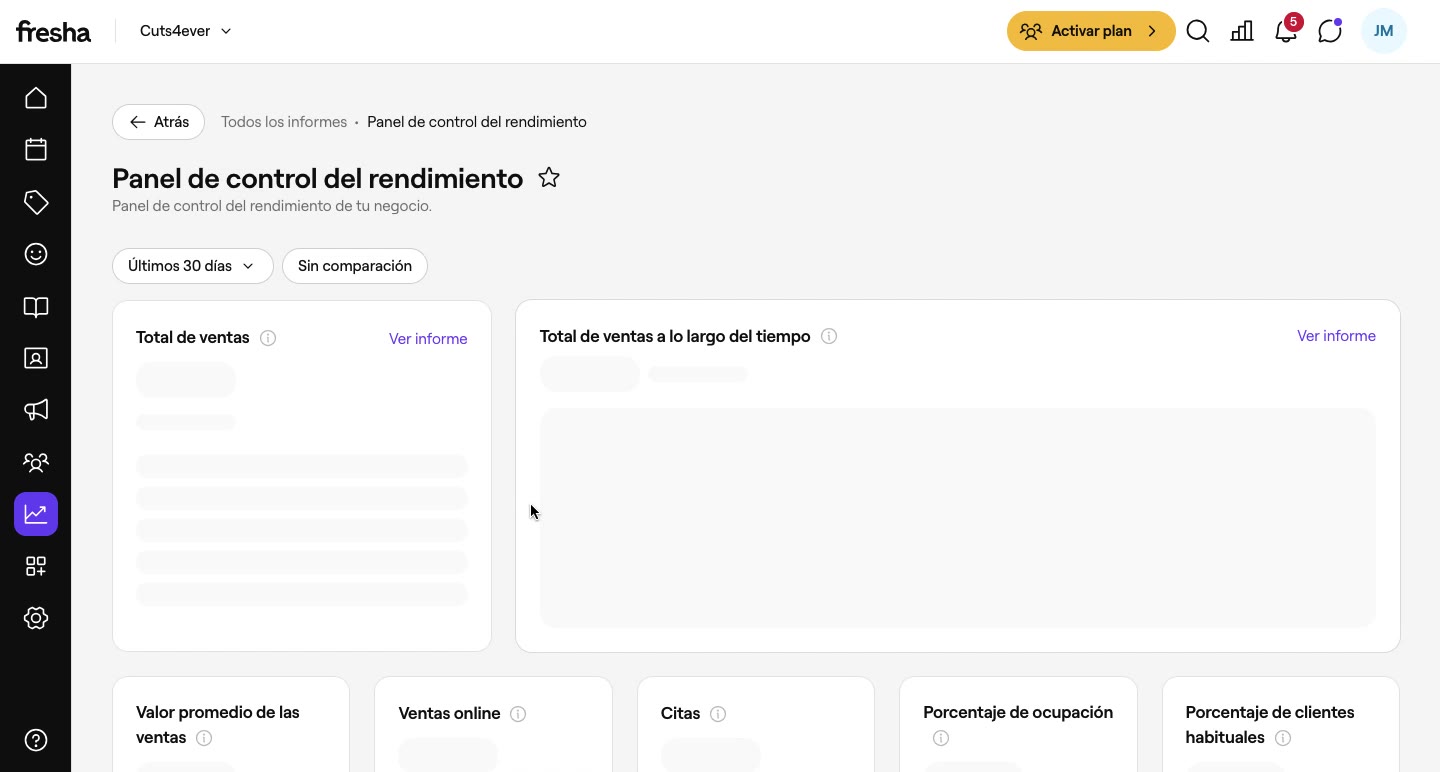 fresha
Cuts4ever
Activar plan
5
JM
Atrás
Todos los informes • Panel de control del rendimiento
Panel de control del rendimiento
Panel de control del rendimiento de tu negocio.
Últimos 30 días
Sin comparación
Total de ventas
Ver informe
Total de ventas a lo largo del tiempo
Ver informe
Valor promedio de las
ventas
Ventas online
Citas
Porcentaje de ocupación
Porcentaje de clientes
habituales